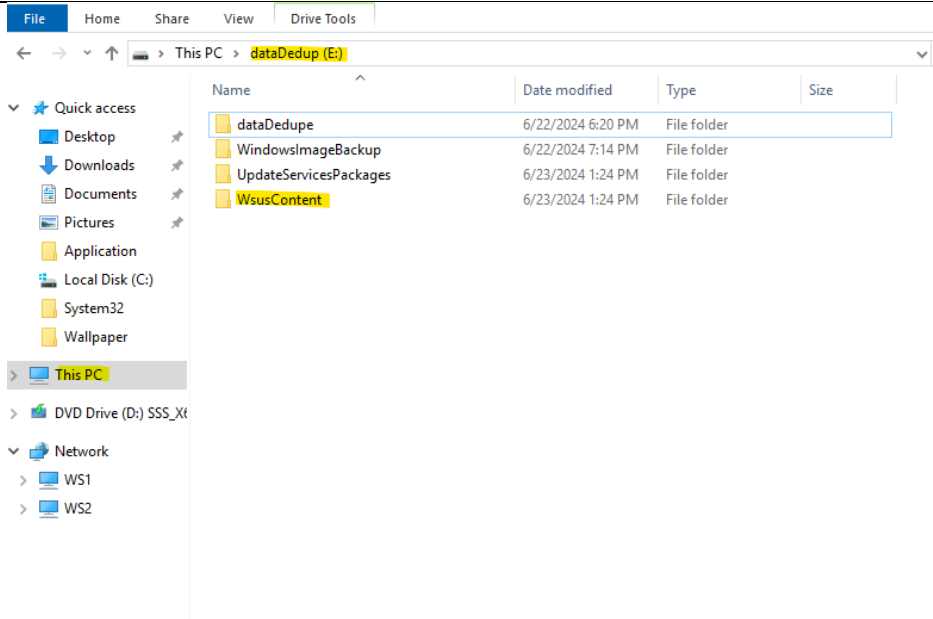 File Home Share View Drive Tools
This PC > dataDedup (E:)
Name Date modified Type Size
Quick access
Desktop
Downloads
Documents
Pictures
Application
Local Disk (C:)
System32
Wallpaper
This PC
DVD Drive (D:) SSS_X6
Network
WS1
WS2
dataDedupe 6/22/2024 6:20 PM File folder
WindowsImageBackup 6/22/2024 7:14 PM File folder
UpdateServicesPackages 6/23/2024 1:24 PM File folder
WsusContent 6/23/2024 1:24 PM File folder